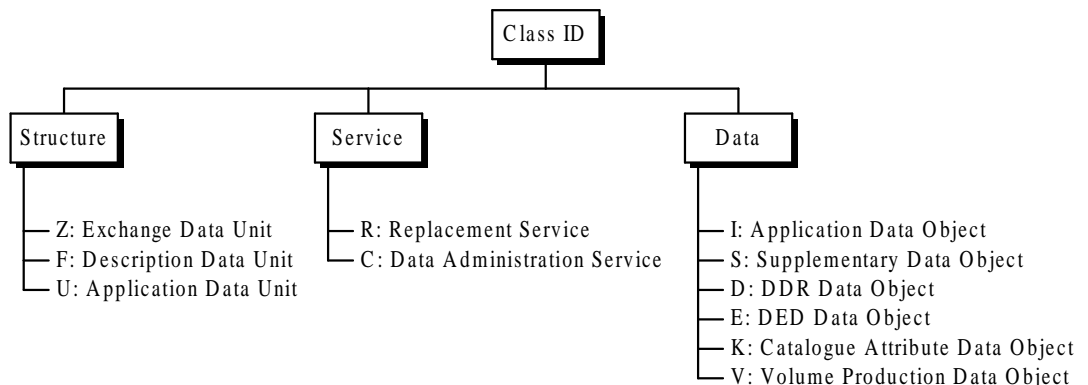 Class ID
Structure
Service
Data
Z: Exchange Data Unit
F: Description Data Unit
U: Application Data Unit
R: Replacement Service
C: Data Administration Service
I: Application Data Object
S: Supplementary Data Object
D: DDR Data Object
E: DED Data Object
K: Catalogue Attribute Data Object
V: Volume Production Data Object